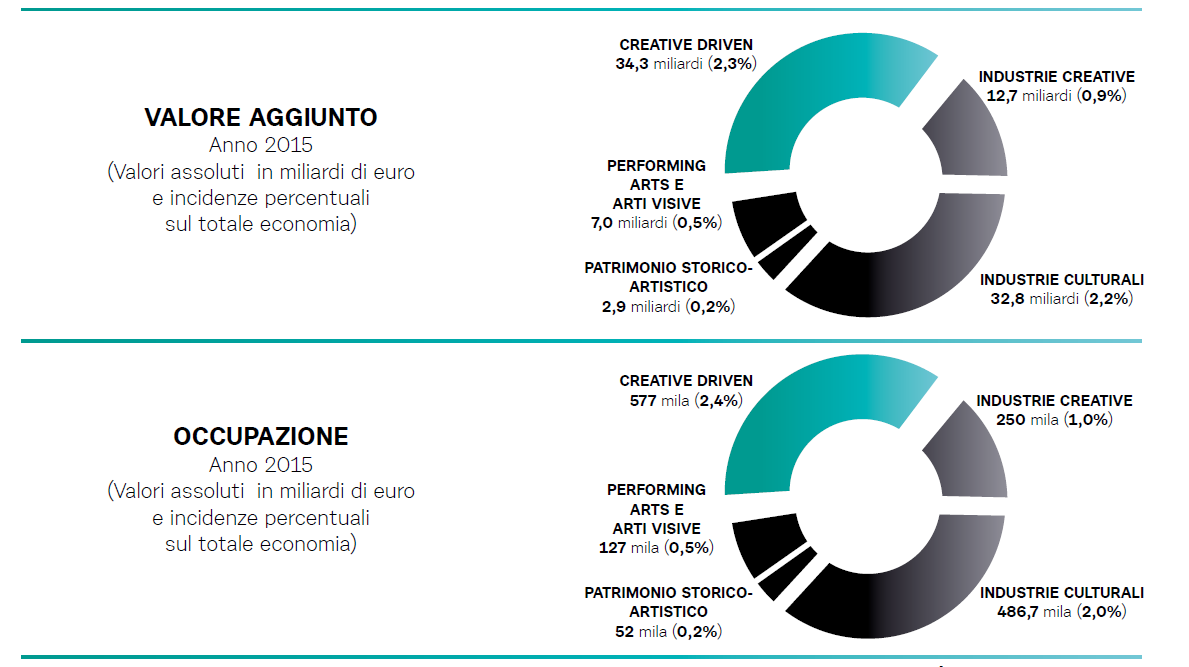 VALORE AGGIUNTO
Anno 2015
(Valori assoluti  in miliardi di euro
e incidenze percentuali
sul totale economia)
CREATIVE DRIVEN
34,3 miliardi (2,3%)
INDUSTRIE CREATIVE
12,7 miliardi (0,9%)
PERFORMING
ARTS E
ARTI VISIVE
7,0 miliardi (0,5%)
PATRIMONIO STORICO-
ARTISTICO
2,9 miliardi (0,2%)
INDUSTRIE CULTURALI
32,8 miliardi (2,2%)
OCCUPAZIONE
Anno 2015
(Valori assoluti  in miliardi di euro
e incidenze percentuali
sul totale economia)
CREATIVE DRIVEN
577 mila (2,4%)
INDUSTRIE CREATIVE
250 mila (1,0%)
PERFORMING
ARTS E
ARTI VISIVE
127 mila (0,5%)
PATRIMONIO STORICO-
ARTISTICO
52 mila (0,2%)
INDUSTRIE CULTURALI
486,7 mila (2,0%)